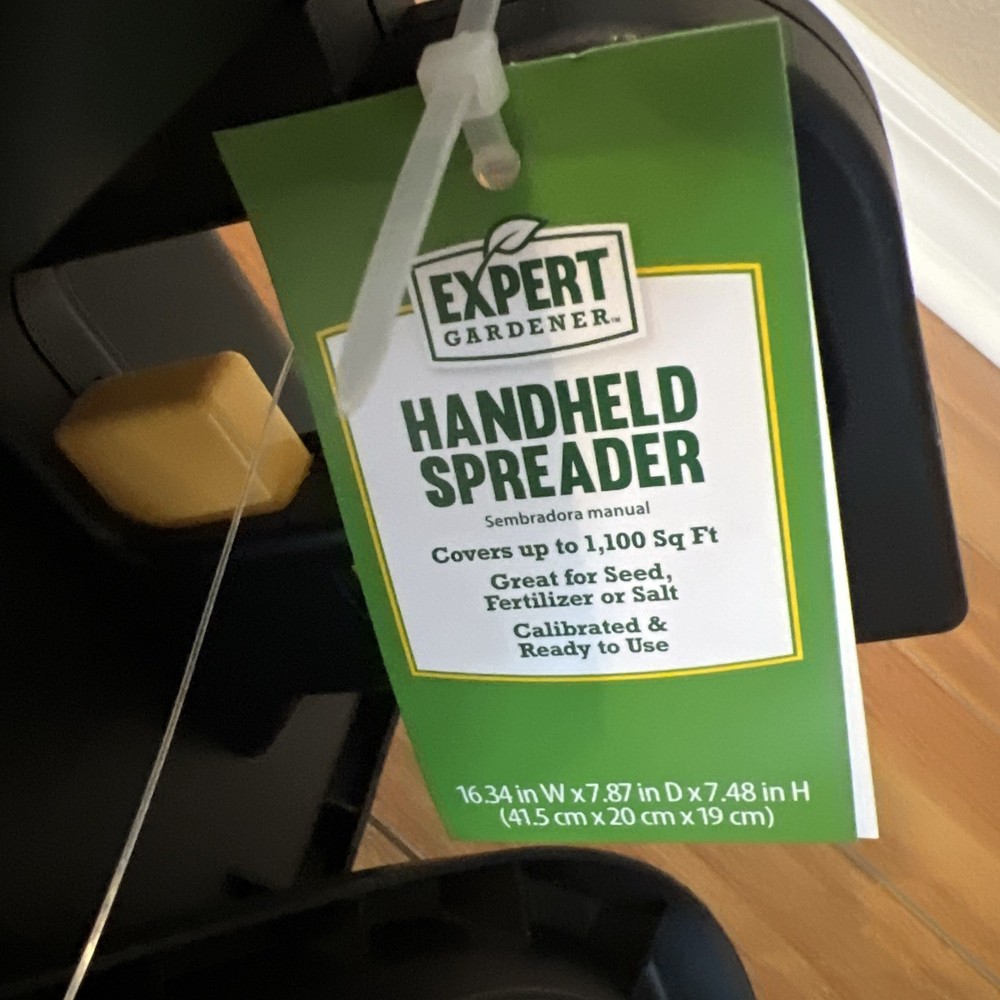 EXPERT
GARDENER™
HANDHELD
SPREADER
Sembradora manual
Covers up to 1,100 Sq Ft
Great for Seed,
Fertilizer or Salt
Calibrated &
Ready to Use
16.34 in W x 7.87 in D x 7.48 in H
(41.5 cm x 20 cm x 19 cm)